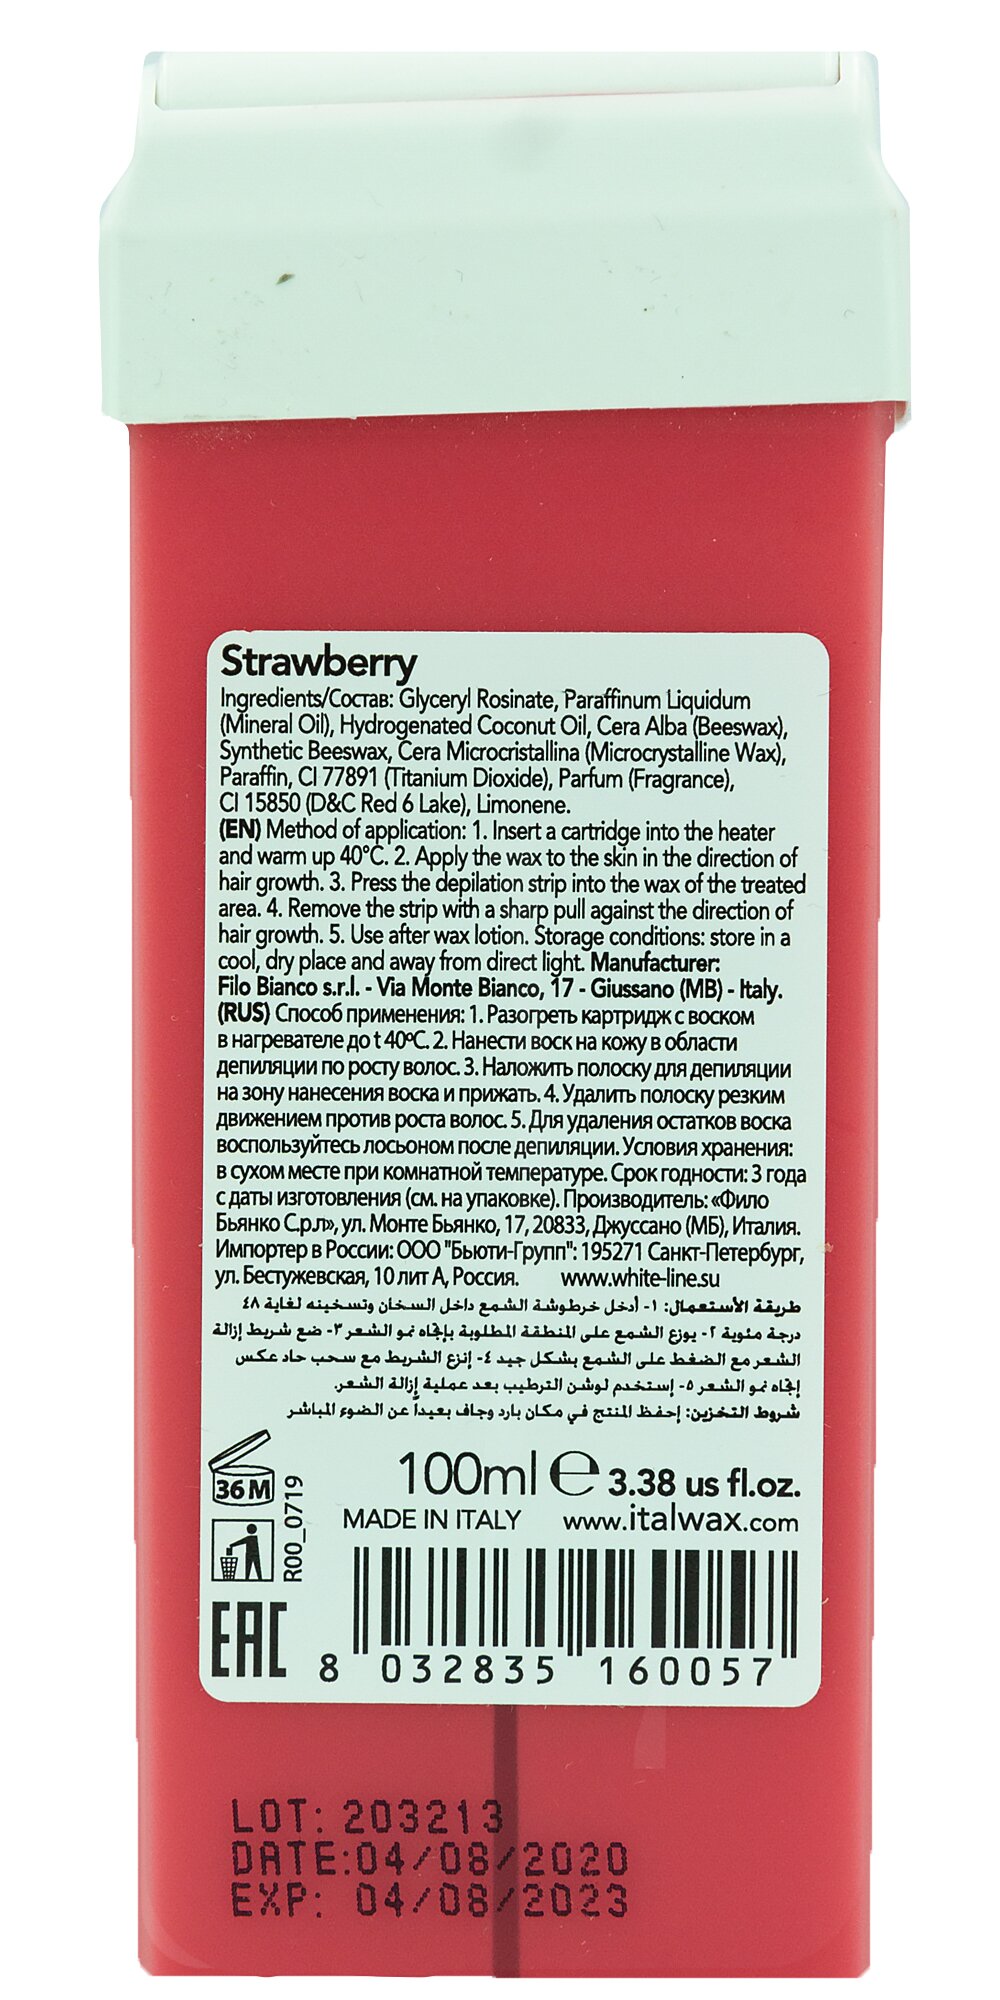 Strawberry
Ingredients/Состав: Glyceryl Rosinate, Paraffinum Liquidum
(Mineral Oil), Hydrogenated Coconut Oil, Cera Alba (Beeswax),
Synthetic Beeswax, Cera Microcristallina (Microcrystalline Wax),
Paraffin, CI 77891 (Titanium Dioxide), Parfum (Fragrance),
CI 15850 (D&C Red 6 Lake), Limonene.
(EN) Method of application: 1. Insert a cartridge into the heater
and warm up 40°C. 2. Apply the wax to the skin in the direction of
hair growth. 3. Press the depilation strip into the wax of the treated
area. 4. Remove the strip with a sharp pull against the direction of
hair growth. 5. Use after wax lotion. Storage conditions: store in a
cool, dry place and away from direct light. Manufacturer:
Filo Bianco s.r.l. - Via Monte Bianco, 17 - Giussano (MB) - Italy.
(RUS) Способ применения: 1. Разогреть картридж с воском
в нагревателе до t 40ºC. 2. Нанести воск на кожу в области
депиляции по росту волос. 3. Наложить полоску для депиляции
на зону нанесения воска и прижать. 4. Удалить полоску резким
движением против роста волос. 5. Для удаления остатков воска
воспользуйтесь лосьоном после депиляции. Условия хранения:
в сухом месте при комнатной температуре. Срок годности: 3 года
с даты изготовления (см. на упаковке). Производитель: «Фило
Бьянко С.р.л», ул. Монте Бьянко, 17, 20833, Джуссано (МБ), Италия.
Импортер в России: ООО "Бьюти-Групп": 195271 Санкт-Петербург,
ул. Бестужевская, 10 лит А, Россия. www.white-line.su
طريقة الأستعمال: ١- أدخل خرطوشة الشمع داخل السخان وتسخينه لغاية ٤٨
درجة مئوية ٢- يوزع الشمع على المنطقة المطلوبة بإتجاه نمو الشعر ٣- ضع شريط إزالة
الشعر مع الضغط على الشمع بشكل جيد ٤- إنزع الشريط مع سحب حاد عكس
إتجاه نمو الشعر ٥- إستخدم لوشن الترطيب بعد عملية إزالة الشعر.
شروط التخزين: إحفظ المنتج في مكان بارد وجاف بعيداً عن الضوء المباشر
36 M
R00_0719
100ml ℮ 3.38 us fl.oz.
MADE IN ITALY www.italwax.com
EAC
8 032835 160057
LOT: 203213
DATE:04/08/2020
EXP: 04/08/2023